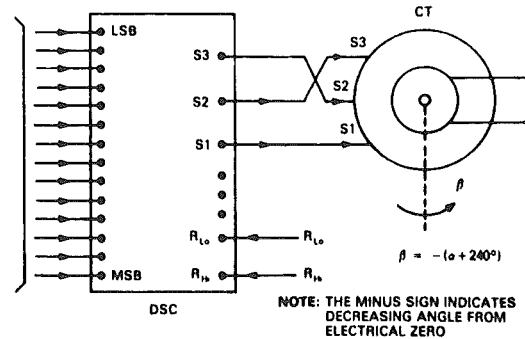 CT
LSB
S3
S3
S2
S2
S1
S1
β
R_Lo
R_Lo
β = -(α + 240°)
MSB
R_Hi
R_Hi
DSC
NOTE: THE MINUS SIGN INDICATES
DECREASING ANGLE FROM
ELECTRICAL ZERO